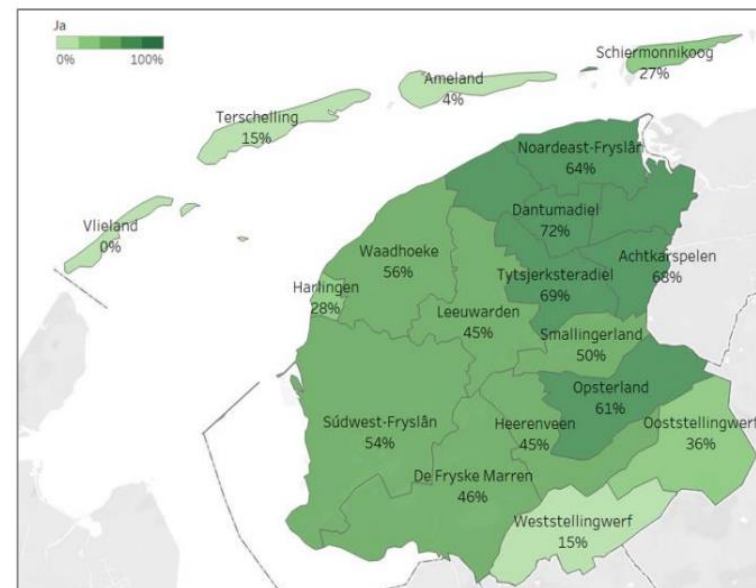 Ja
0% 100%
Schiermonnikoog
27%
Ameland
4%
Terschelling
15%
Vlieland
0%
Noardeast-Fryslân
64%
Dantumadiel
72%
Waadhoeke
56%
Achtkarspelen
68%
Tytsjerksteradiel
69%
Harlingen
28%
Leeuwarden
45%
Smallingerland
50%
Opsterland
61%
Súdwest-Fryslân
54%
Heerenveen
45%
Ooststellingwerf
36%
De Fryske Marren
46%
Weststellingwerf
15%